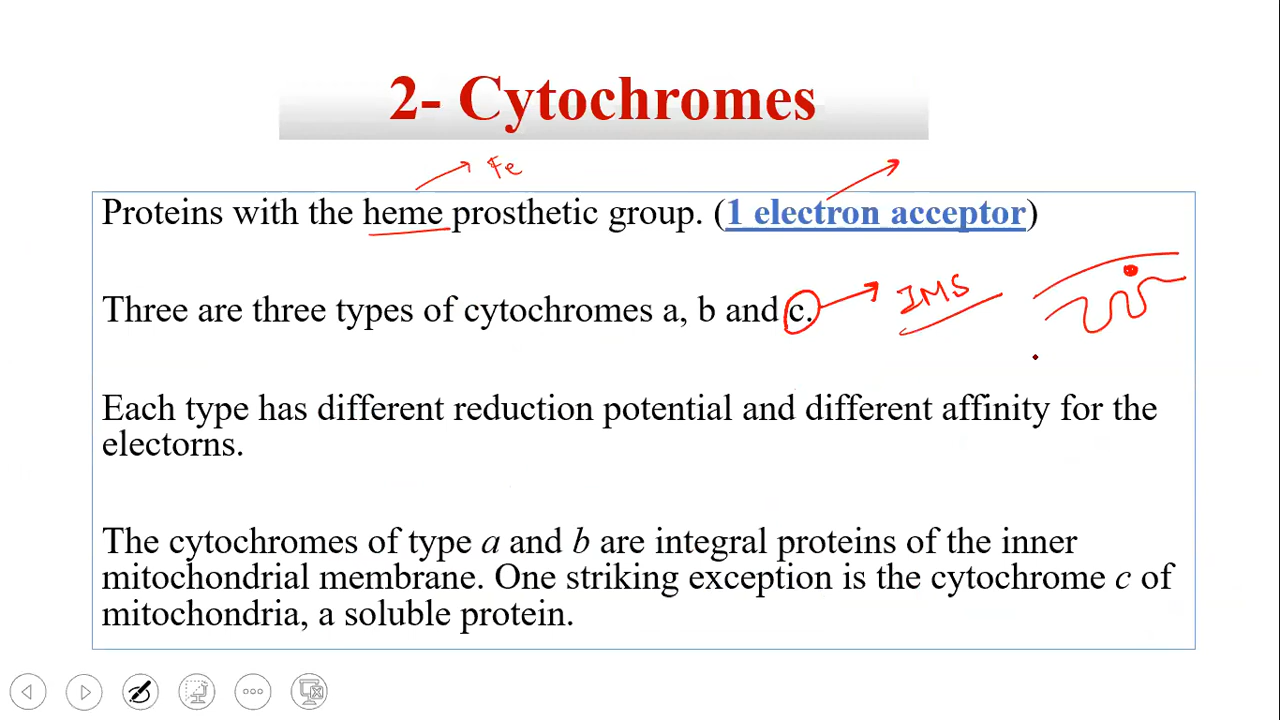 2- Cytochromes
Fe
Proteins with the heme prosthetic group. (1 electron acceptor)
IMS
Three are three types of cytochromes a, b and c.
Each type has different reduction potential and different affinity for the
electorns.
The cytochromes of type a and b are integral proteins of the inner
mitochondrial membrane. One striking exception is the cytochrome c of
mitochondria, a soluble protein.